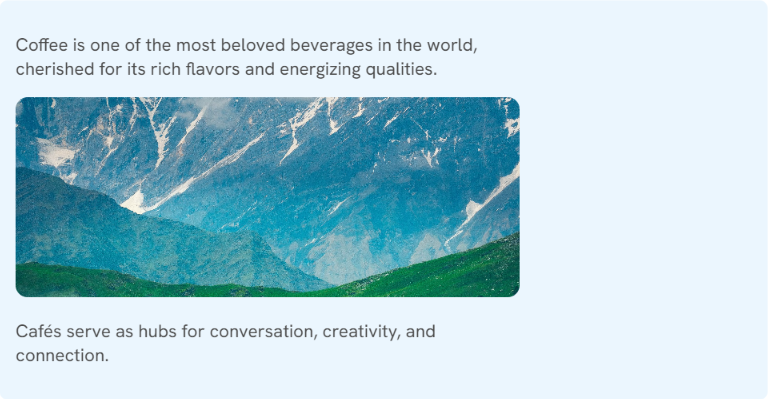 Coffee is one of the most beloved beverages in the world,
cherished for its rich flavors and energizing qualities.
Cafés serve as hubs for conversation, creativity, and
connection.